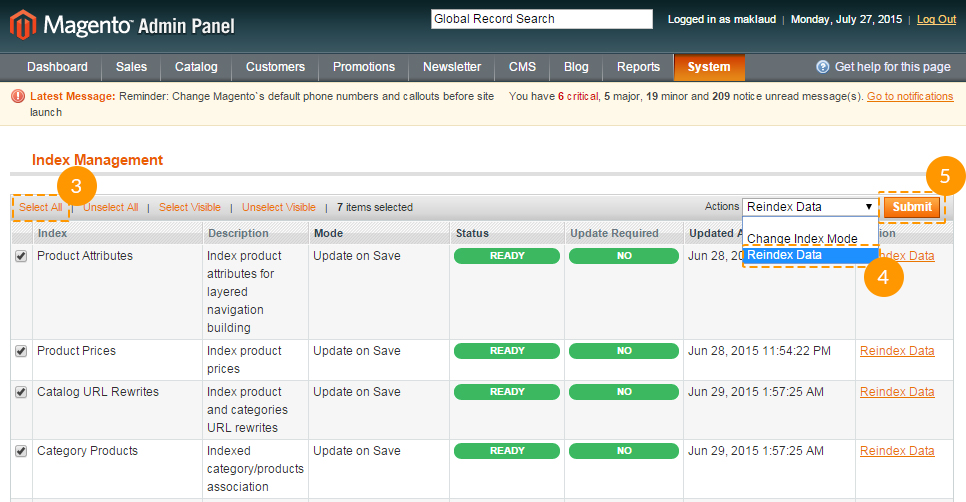 Magento Admin Panel
Global Record Search
Logged in as maklaud | Monday, July 27, 2015 | Log Out
Dashboard Sales Catalog Customers Promotions Newsletter CMS Blog Reports System Get help for this page
Latest Message: Reminder: Change Magento`s default phone numbers and callouts before site
launch
You have 6 critical, 5 major, 19 minor and 209 notice unread message(s). Go to notifications
Index Management
3
5
Select All | Unselect All | Select Visible | Unselect Visible | 7 items selected
Actions Reindex Data Submit
Change Index Mode
Reindex Data
4
Index Description Mode Status Update Required Updated A ion
Product Attributes Index product Update on Save READY NO Jun 28, 20 dex Data
attributes for
layered
navigation
building
Product Prices Index product Update on Save READY NO Jun 28, 2015 11:54:22 PM Reindex Data
prices
Catalog URL Rewrites Index product Update on Save READY NO Jun 29, 2015 1:57:25 AM Reindex Data
and categories
URL rewrites
Category Products Indexed Update on Save READY NO Jun 29, 2015 1:57:25 AM Reindex Data
category/products
association